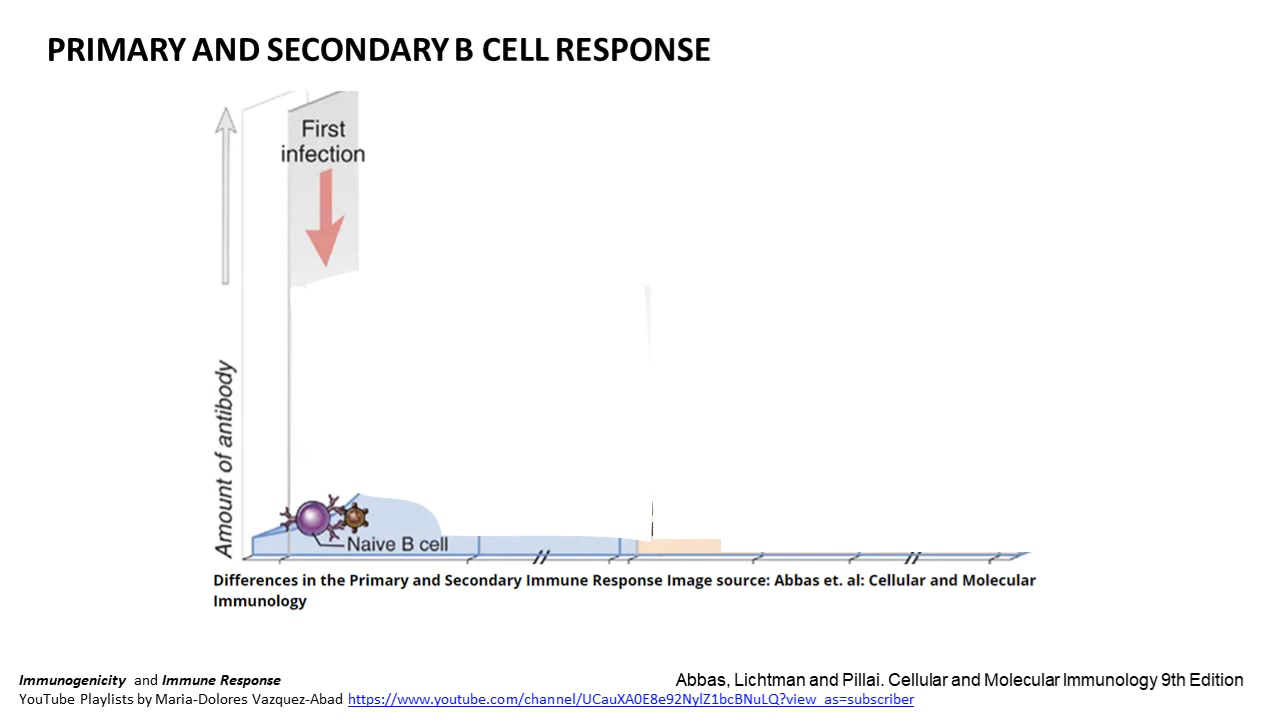 PRIMARY AND SECONDARY B CELL RESPONSE
First
infection
Amount of antibody
Naive B cell
Differences in the Primary and Secondary Immune Response Image source: Abbas et. al: Cellular and Molecular
Immunology
Immunogenicity and Immune Response
Abbas, Lichtman and Pillai. Cellular and Molecular Immunology 9th Edition
YouTube Playlists by Maria-Dolores Vazquez-Abad https://www.youtube.com/channel/UCauXA0E8e92NylZ1bcBNuLQ?view_as=subscriber